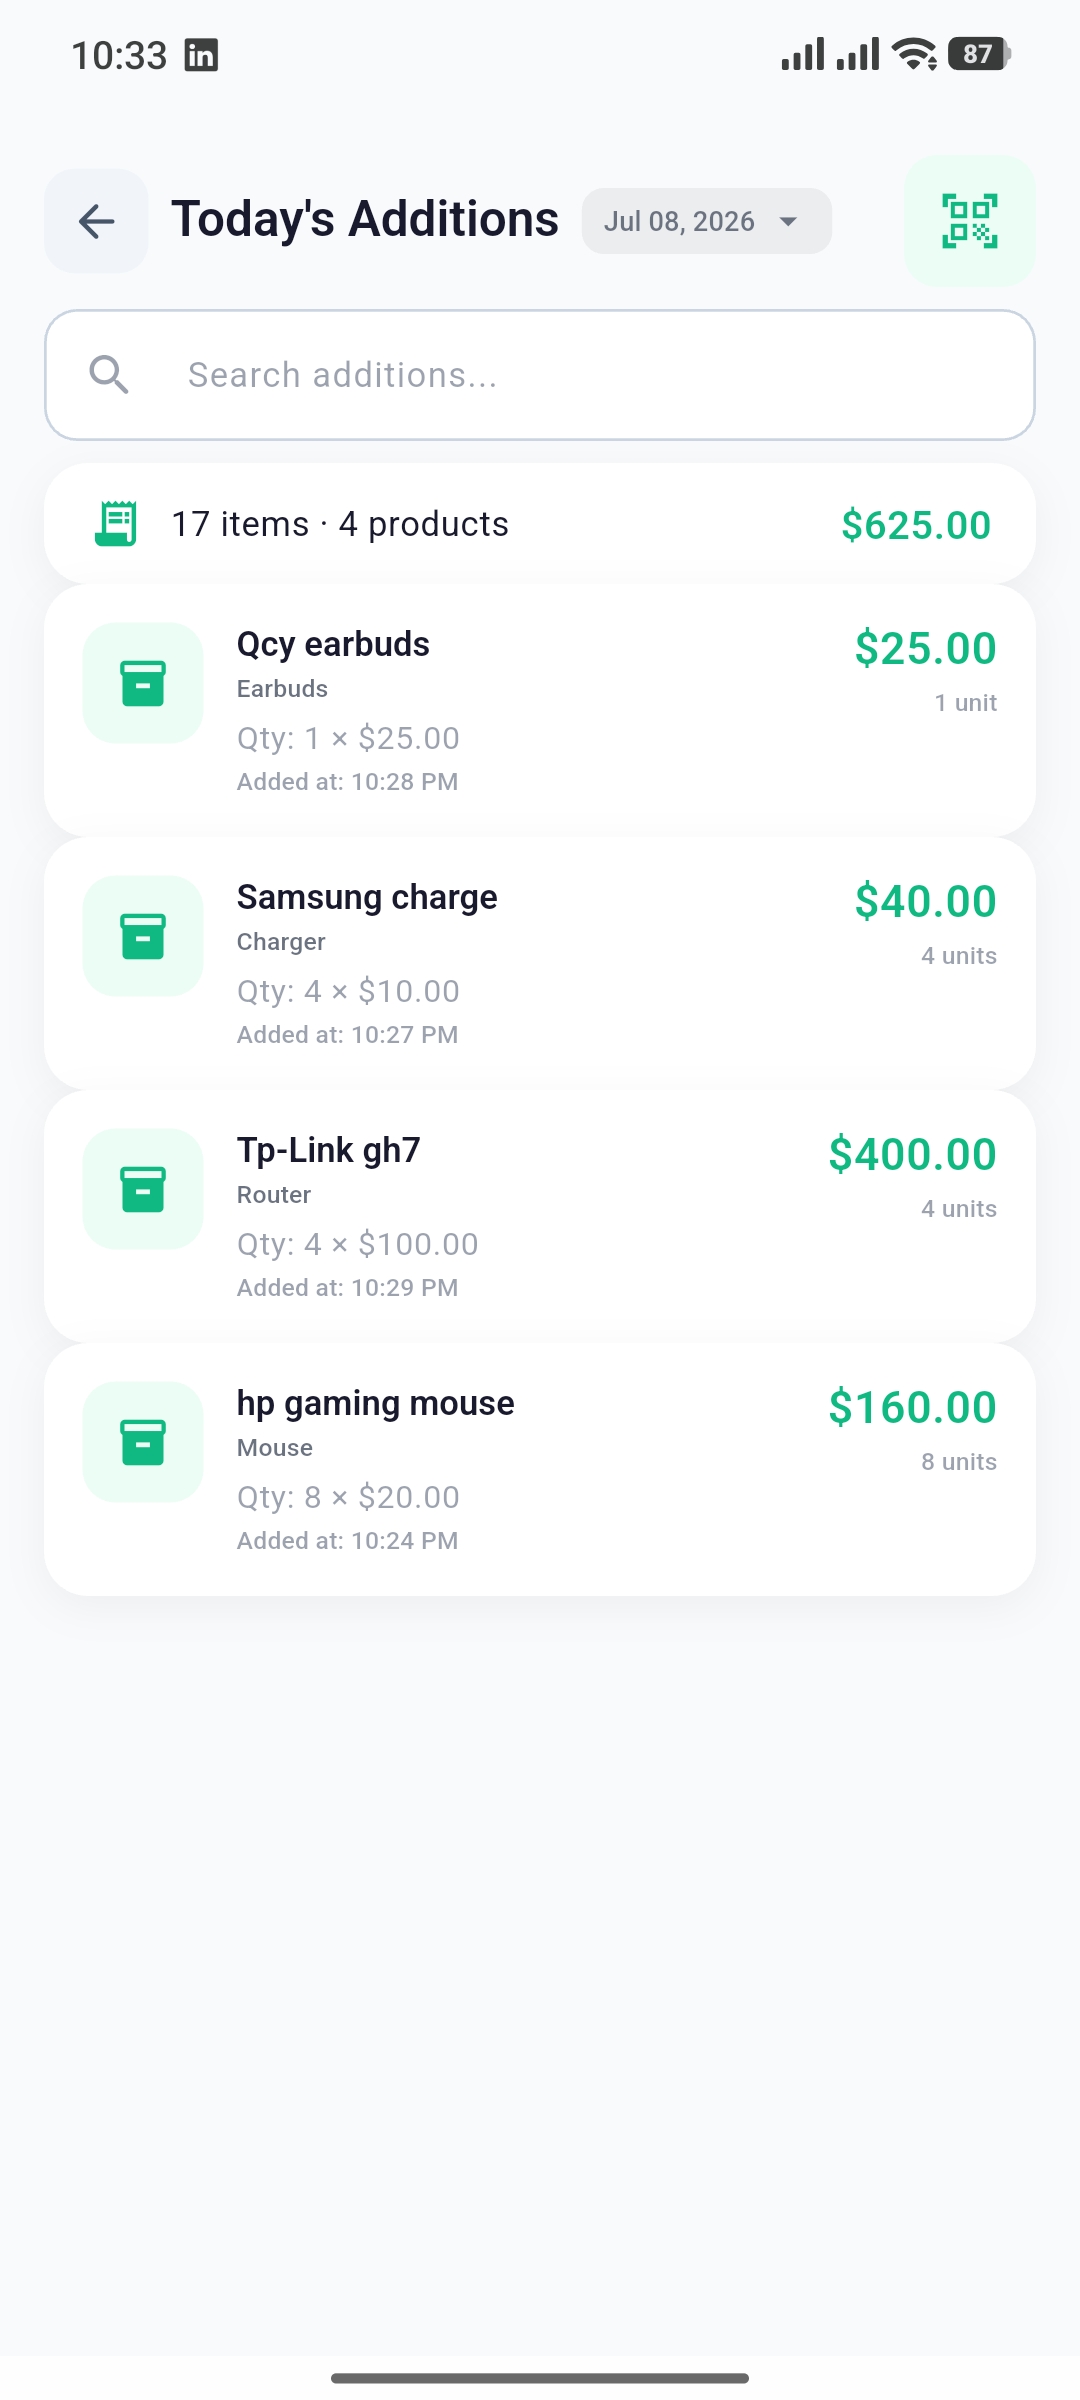 10:33
87
Today's Additions
Jul 08, 2026
Search additions...
17 items · 4 products
$625.00
Qcy earbuds
$25.00
Earbuds
1 unit
Qty: 1 × $25.00
Added at: 10:28 PM
Samsung charge
$40.00
Charger
4 units
Qty: 4 × $10.00
Added at: 10:27 PM
Tp-Link gh7
$400.00
Router
4 units
Qty: 4 × $100.00
Added at: 10:29 PM
hp gaming mouse
$160.00
Mouse
8 units
Qty: 8 × $20.00
Added at: 10:24 PM